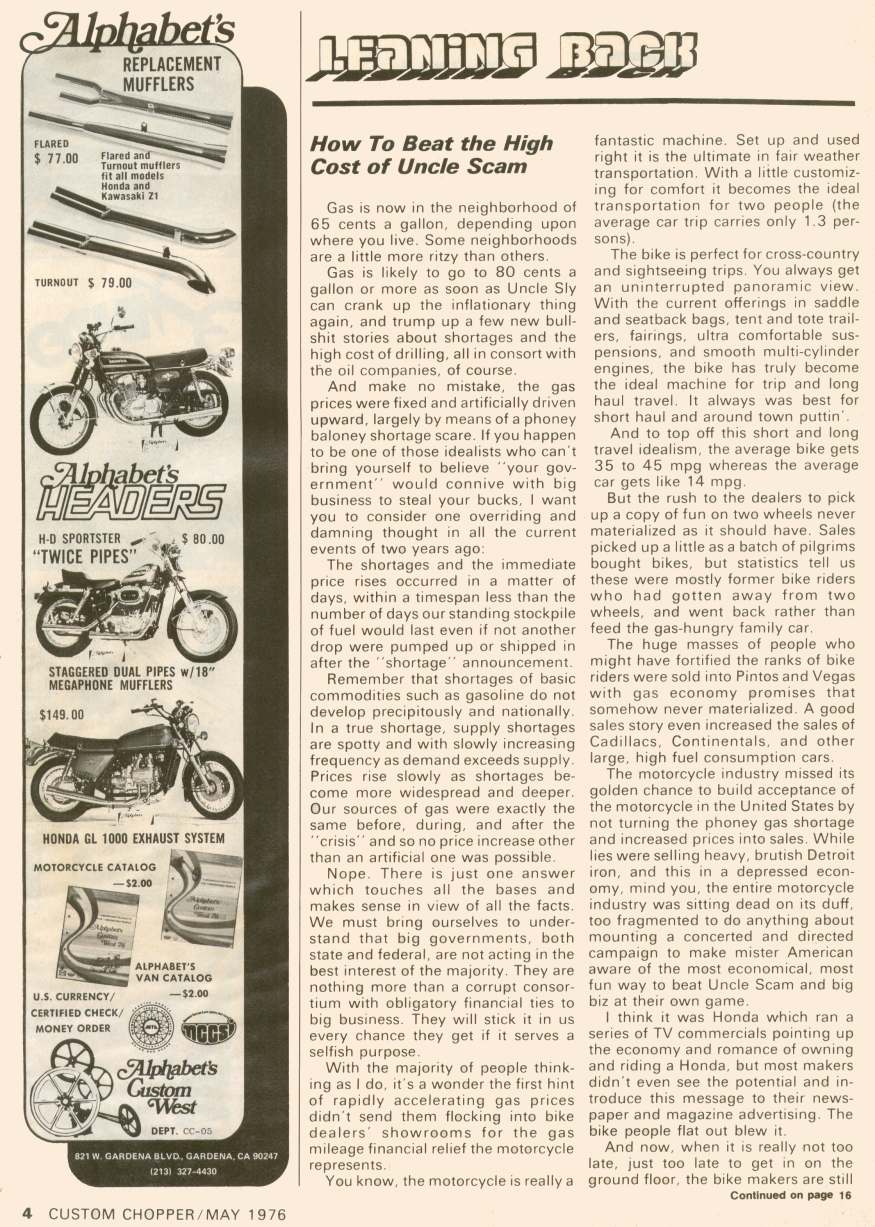 Alphabet's
REPLACEMENT
MUFFLERS
FLARED
$ 77.00
Flared and
Turnout mufflers
fit all models
Honda and
Kawasaki Z1
TURNOUT $ 79.00
Alphabet's
HEADERS
H-D SPORTSTER
$ 80.00
"TWICE PIPES"
STAGGERED DUAL PIPES w/18"
MEGAPHONE MUFFLERS
$149.00
HONDA GL 1000 EXHAUST SYSTEM
MOTORCYCLE CATALOG
—$2.00
Alphabet's
Custom
West
Alphabet's
Custom
West
ALPHABET'S
VAN CATALOG
—$2.00
U.S. CURRENCY/
CERTIFIED CHECK/
MONEY ORDER
MCCS
Alphabet's
Custom
West
DEPT. CC-05
821 W. GARDENA BLVD., GARDENA, CA 90247
(213) 327-4430
LEANING BACK
How To Beat the High
Cost of Uncle Scam
Gas is now in the neighborhood of
65 cents a gallon, depending upon
where you live. Some neighborhoods
are a little more ritzy than others.
Gas is likely to go to 80 cents a
gallon or more as soon as Uncle Sly
can crank up the inflationary thing
again, and trump up a few new bull-
shit stories about shortages and the
high cost of drilling, all in consort with
the oil companies, of course.
And make no mistake, the gas
prices were fixed and artificially driven
upward, largely by means of a phoney
baloney shortage scare. If you happen
to be one of those idealists who can't
bring yourself to believe "your gov-
ernment" would connive with big
business to steal your bucks, I want
you to consider one overriding and
damning thought in all the current
events of two years ago:
The shortages and the immediate
price rises occurred in a matter of
days, within a timespan less than the
number of days our standing stockpile
of fuel would last even if not another
drop were pumped up or shipped in
after the "shortage" announcement.
Remember that shortages of basic
commodities such as gasoline do not
develop precipitously and nationally.
In a true shortage, supply shortages
are spotty and with slowly increasing
frequency as demand exceeds supply.
Prices rise slowly as shortages be-
come more widespread and deeper.
Our sources of gas were exactly the
same before, during, and after the
"crisis" and so no price increase other
than an artificial one was possible.
Nope. There is just one answer
which touches all the bases and
makes sense in view of all the facts.
We must bring ourselves to under-
stand that big governments, both
state and federal, are not acting in the
best interest of the majority. They are
nothing more than a corrupt consor-
tium with obligatory financial ties to
big business. They will stick it in us
every chance they get if it serves a
selfish purpose.
With the majority of people think-
ing as I do, it's a wonder the first hint
of rapidly accelerating gas prices
didn't send them flocking into bike
dealers' showrooms for the gas
mileage financial relief the motorcycle
represents.
You know, the motorcycle is really a
fantastic machine. Set up and used
right it is the ultimate in fair weather
transportation. With a little customiz-
ing for comfort it becomes the ideal
transportation for two people (the
average car trip carries only 1.3 per-
sons).
The bike is perfect for cross-country
and sightseeing trips. You always get
an uninterrupted panoramic view.
With the current offerings in saddle
and seatback bags, tent and tote trail-
ers, fairings, ultra comfortable sus-
pensions, and smooth multi-cylinder
engines, the bike has truly become
the ideal machine for trip and long
haul travel. It always was best for
short haul and around town puttin'.
And to top off this short and long
travel idealism, the average bike gets
35 to 45 mpg whereas the average
car gets like 14 mpg.
But the rush to the dealers to pick
up a copy of fun on two wheels never
materialized as it should have. Sales
picked up a little as a batch of pilgrims
bought bikes, but statistics tell us
these were mostly former bike riders
who had gotten away from two
wheels, and went back rather than
feed the gas-hungry family car.
The huge masses of people who
might have fortified the ranks of bike
riders were sold into Pintos and Vegas
with gas economy promises that
somehow never materialized. A good
sales story even increased the sales of
Cadillacs, Continentals, and other
large, high fuel consumption cars.
The motorcycle industry missed its
golden chance to build acceptance of
the motorcycle in the United States by
not turning the phoney gas shortage
and increased prices into sales. While
lies were selling heavy, brutish Detroit
iron, and this in a depressed econ-
omy, mind you, the entire motorcycle
industry was sitting dead on its duff,
too fragmented to do anything about
mounting a concerted and directed
campaign to make mister American
aware of the most economical, most
fun way to beat Uncle Scam and big
biz at their own game.
I think it was Honda which ran a
series of TV commercials pointing up
the economy and romance of owning
and riding a Honda, but most makers
didn't even see the potential and in-
troduce this message to their news-
paper and magazine advertising. The
bike people flat out blew it.
And now, when it is really not too
late, just too late to get in on the
ground floor, the bike makers are still
Continued on page 16
4 CUSTOM CHOPPER/MAY 1976